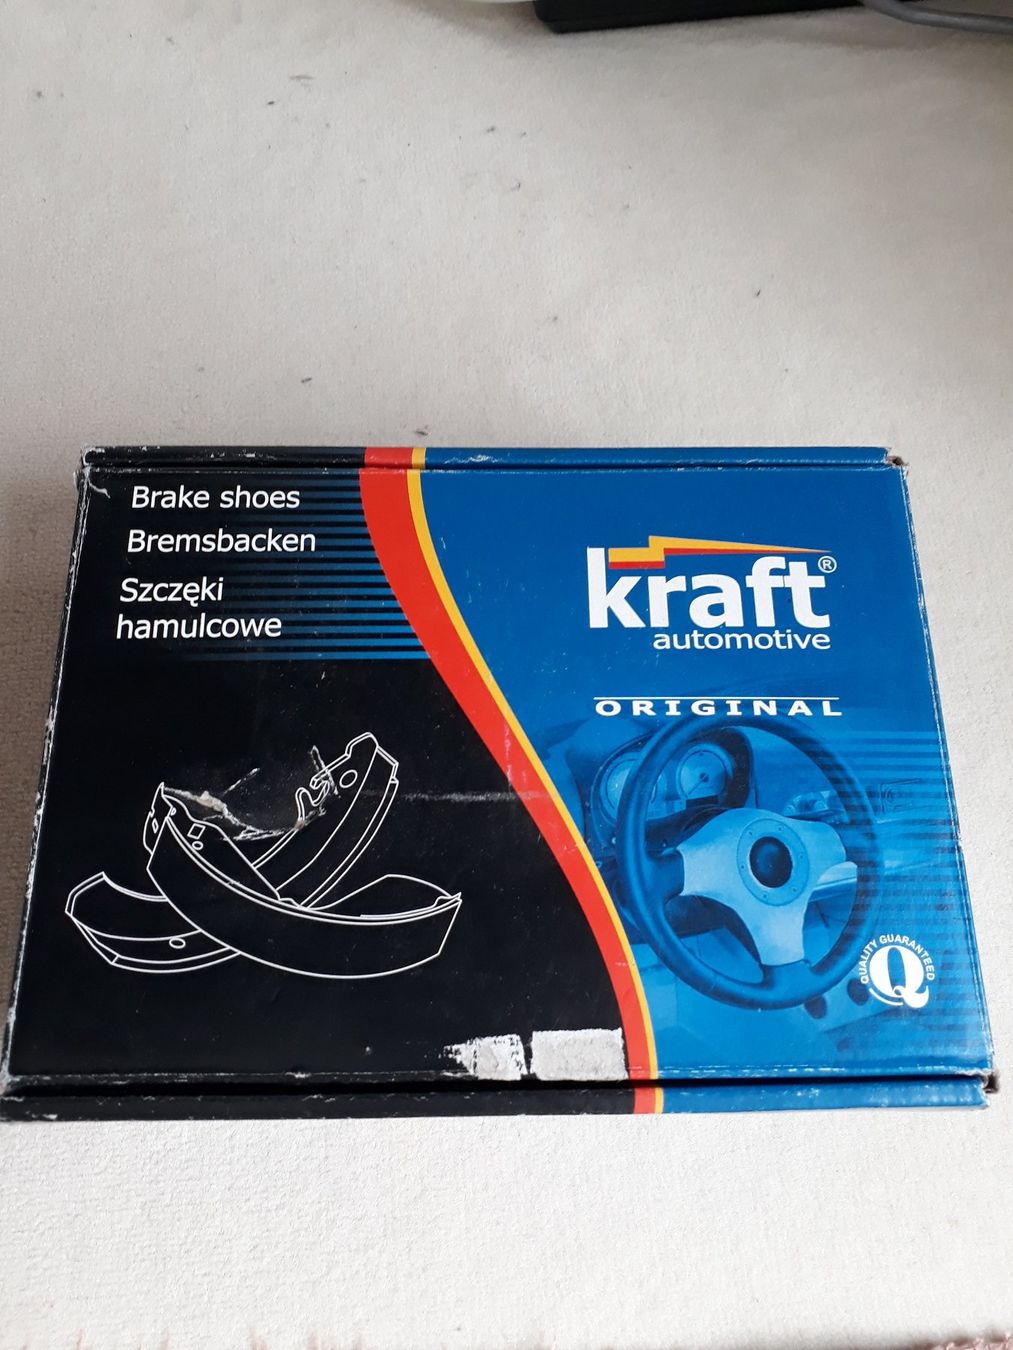 Brake shoes
Bremsbacken
Szczęki
hamulcowe
kraft®
automotive
ORIGINAL
QUALITY GUARANTEED
Q